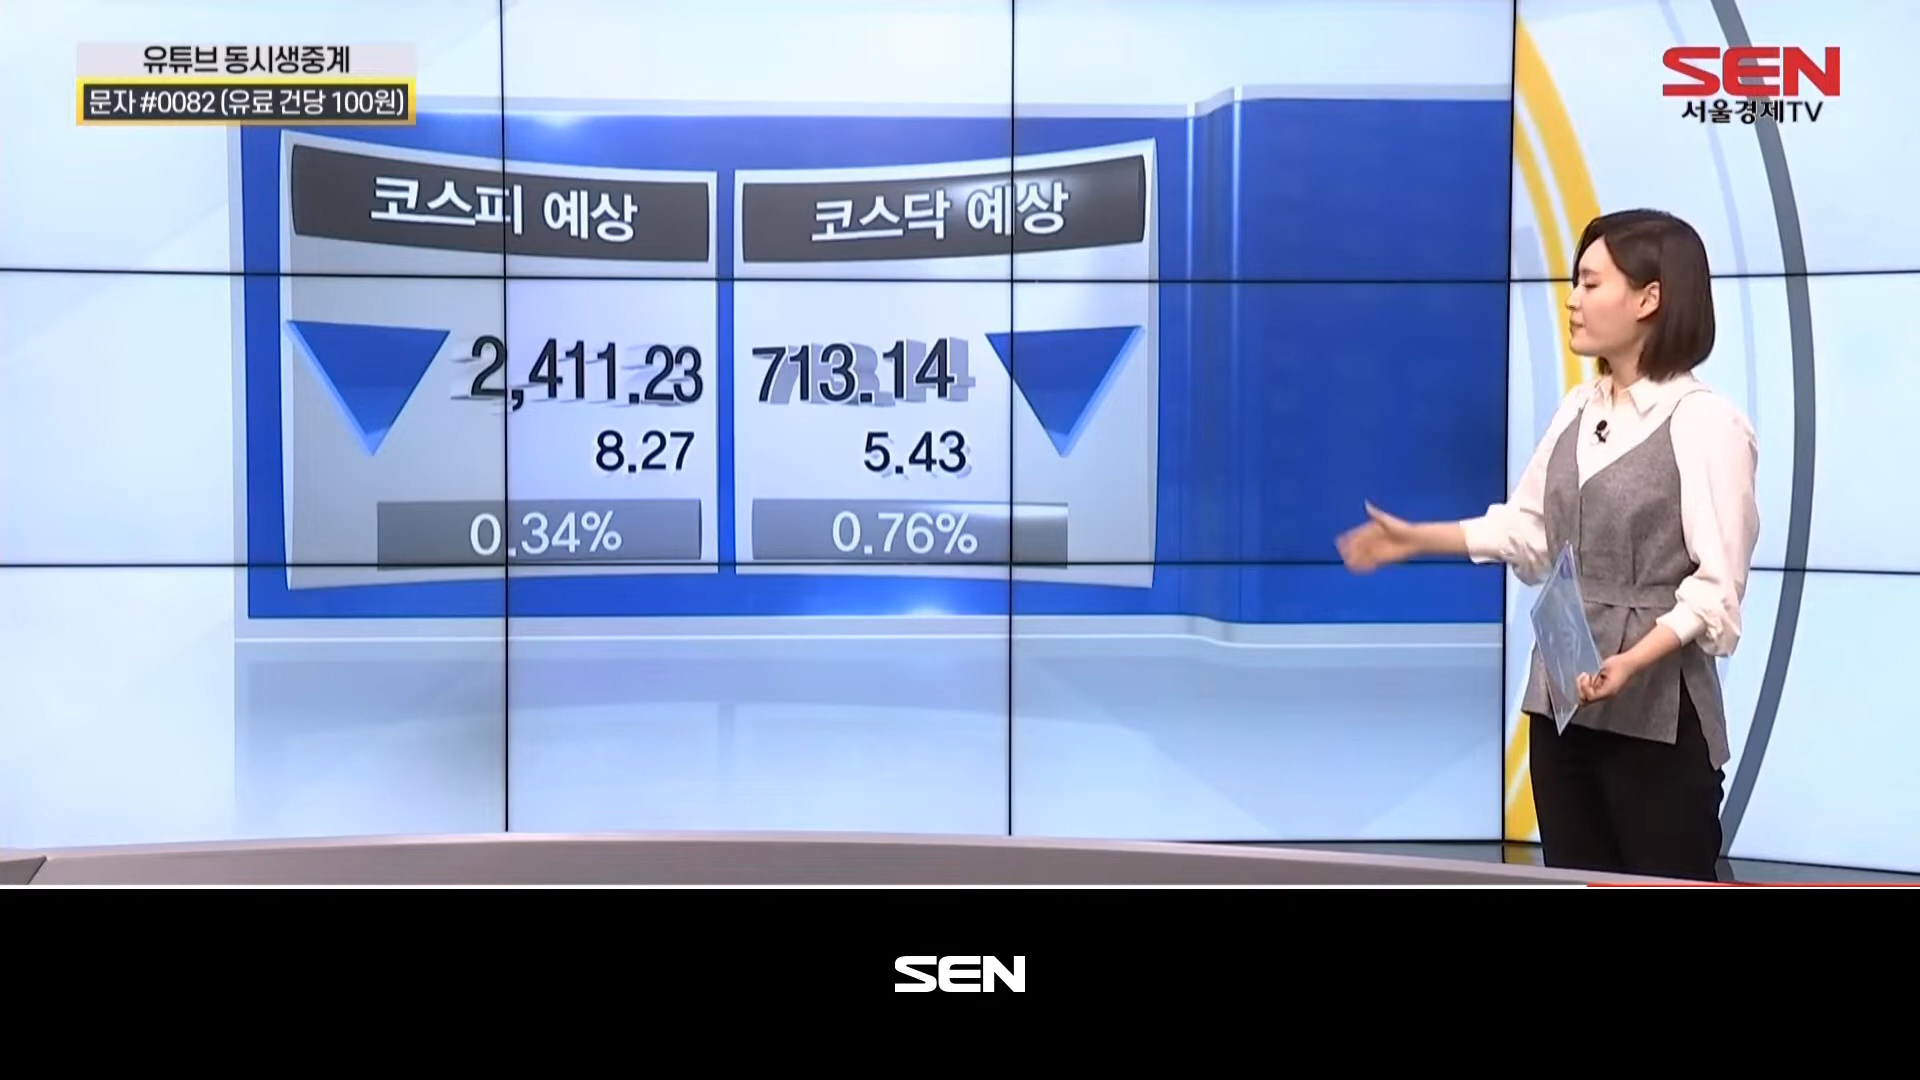 유튜브 동시생중계
문자 #0082 (유료 건당 100원)
SEN
서울경제TV
코스피 예상
2,411.23
8.27
0.34%
코스닥 예상
713.14
5.43
0.76%
SEN